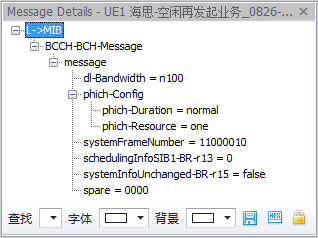 Message Details - UE1 海思-空闲再发起业务_0826-...
L->MIB
BCCH-BCH-Message
message
dl-Bandwidth = n100
phich-Config
phich-Duration = normal
phich-Resource = one
systemFrameNumber = 11000010
schedulingInfoSIB1-BR-r13 = 0
systemInfoUnchanged-BR-r15 = false
spare = 0000
查找 字体 背景 HEX